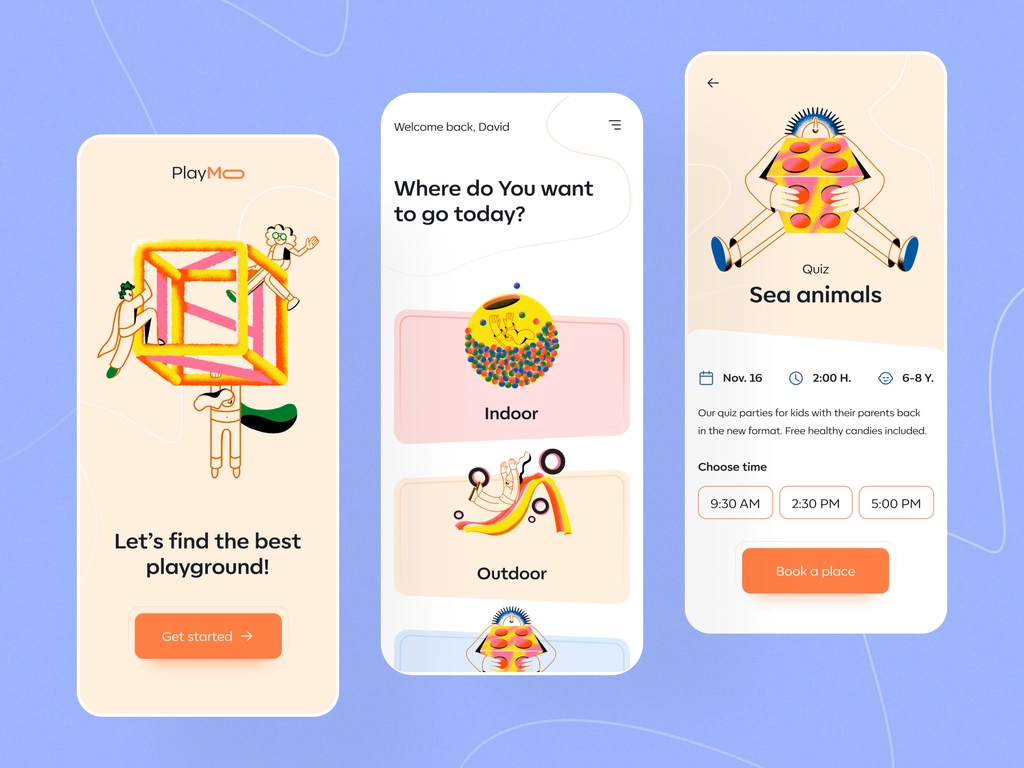 PlayMo
Let's find the best
playground!
Get started →
Welcome back, David
Where do You want
to go today?
Indoor
Outdoor
Quiz
Sea animals
Nov. 16
2:00 H.
6-8 Y.
Our quiz parties for kids with their parents back
in the new format. Free healthy candies included.
Choose time
9:30 AM
2:30 PM
5:00 PM
Book a place